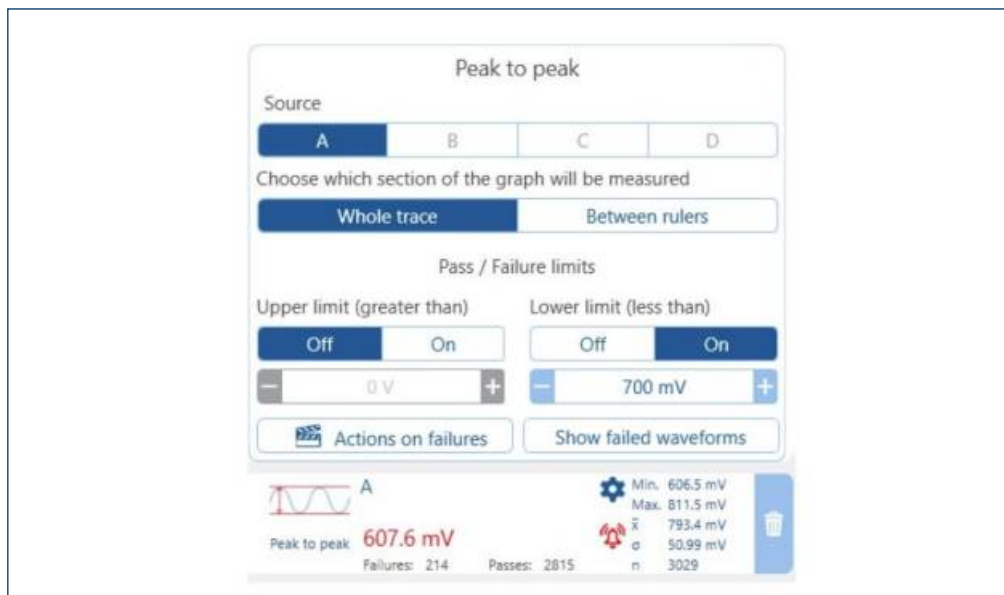 Peak to peak
Source
A B C D
Choose which section of the graph will be measured
Whole trace Between rulers
Pass / Failure limits
Upper limit (greater than) Lower limit (less than)
Off On Off On
− 0 V + − 700 mV +
Actions on failures Show failed waveforms
A
Peak to peak 607.6 mV
Failures: 214 Passes: 2815
Min. 606.5 mV
Max. 811.5 mV
x̄ 793.4 mV
σ 50.99 mV
n 3029